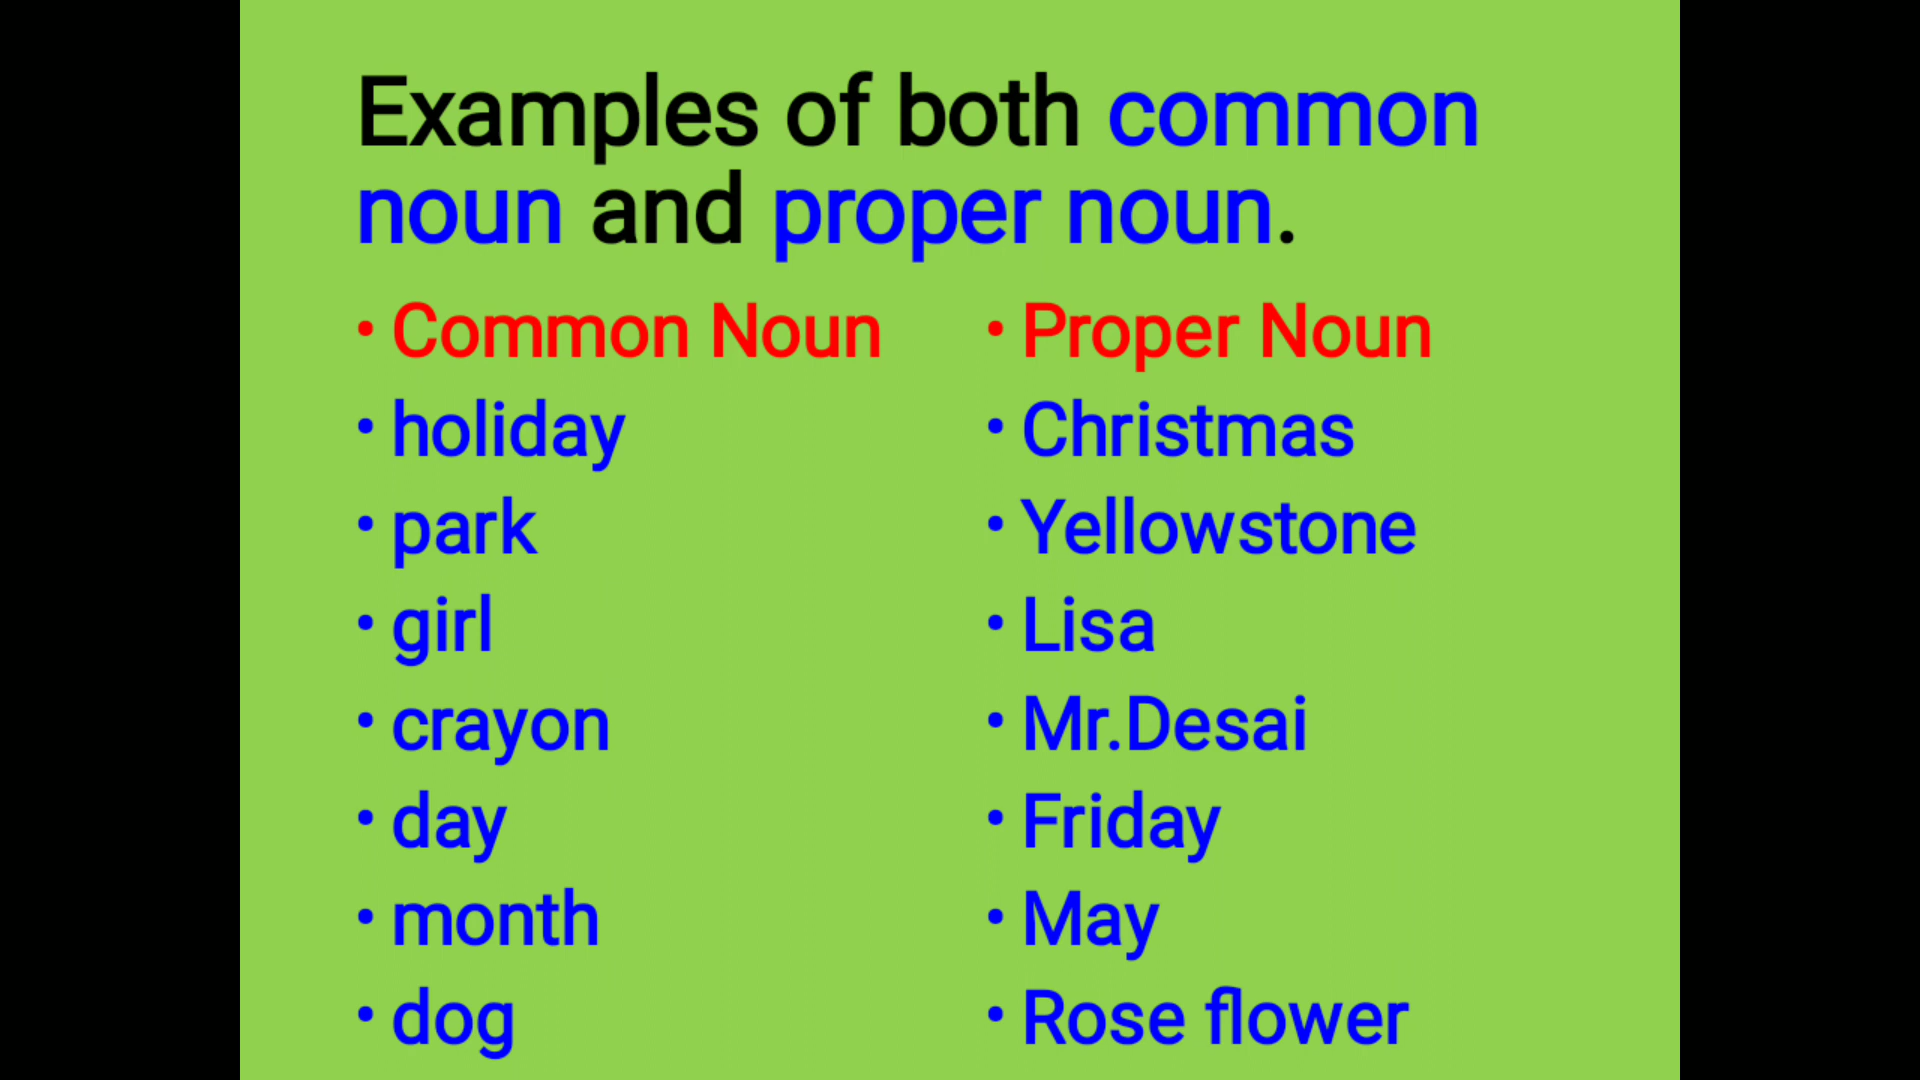 Examples of both common
noun and proper noun.
• Common Noun
• holiday
• park
• girl
• crayon
• day
• month
• dog
• Proper Noun
• Christmas
• Yellowstone
• Lisa
• Mr.Desai
• Friday
• May
• Rose flower